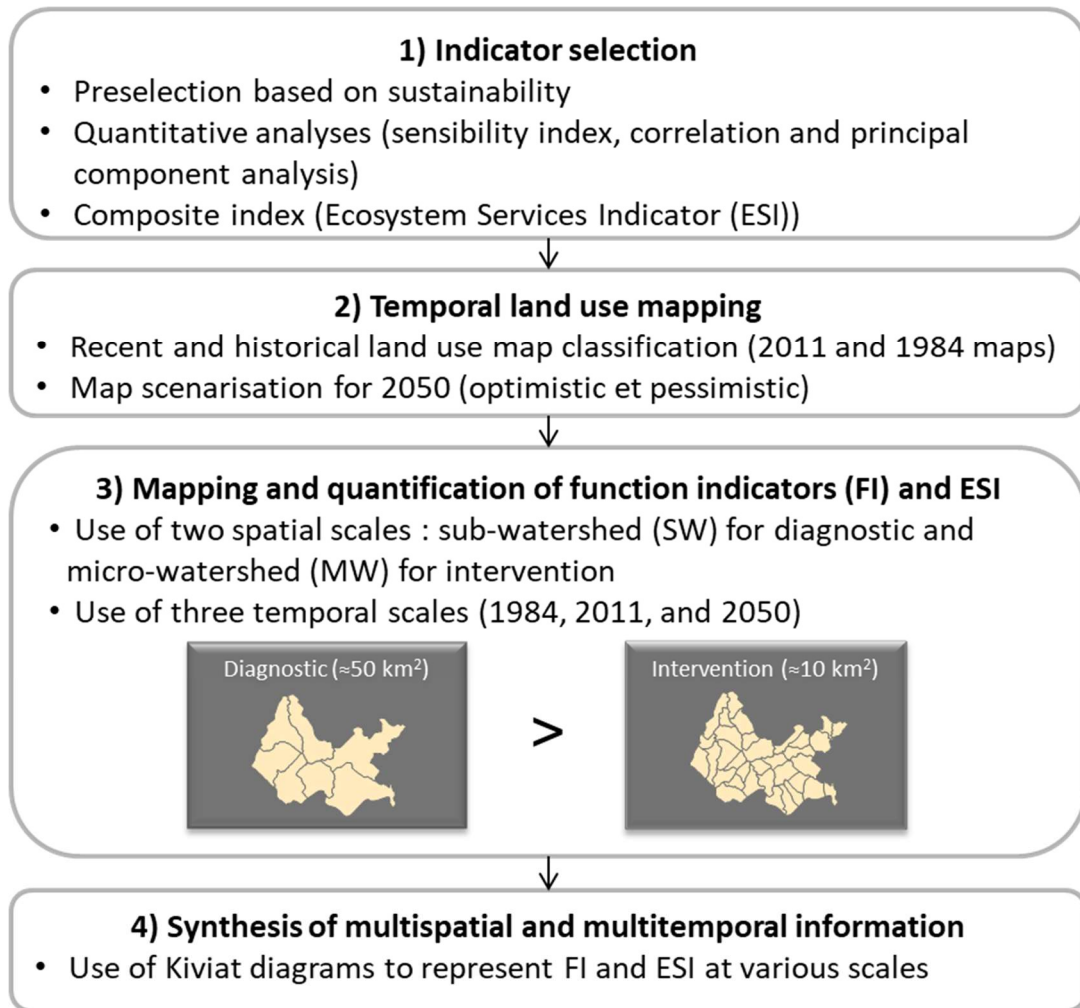 1) Indicator selection
• Preselection based on sustainability
• Quantitative analyses (sensibility index, correlation and principal
component analysis)
• Composite index (Ecosystem Services Indicator (ESI))
2) Temporal land use mapping
• Recent and historical land use map classification (2011 and 1984 maps)
• Map scenarisation for 2050 (optimistic et pessimistic)
3) Mapping and quantification of function indicators (FI) and ESI
• Use of two spatial scales : sub-watershed (SW) for diagnostic and
micro-watershed (MW) for intervention
• Use of three temporal scales (1984, 2011, and 2050)
Diagnostic (≈50 km²)
>
Intervention (≈10 km²)
4) Synthesis of multispatial and multitemporal information
• Use of Kiviat diagrams to represent FI and ESI at various scales